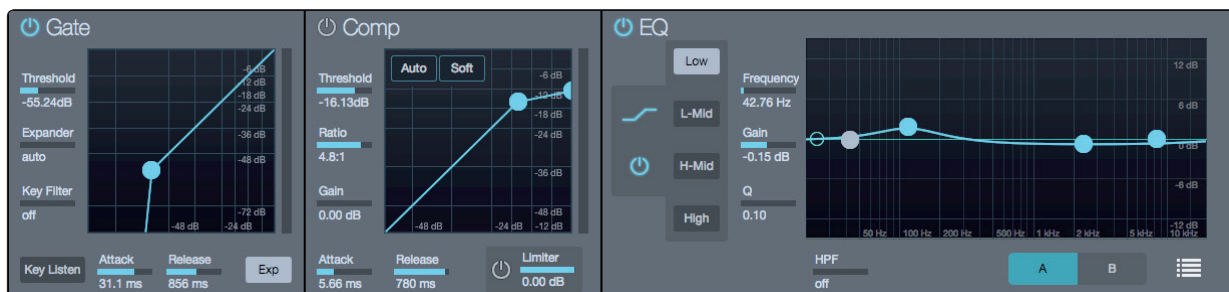 Gate
Threshold
-55.24dB
Expander
auto
Key Filter
off
-6 dB
-12 dB
-18 dB
-24 dB
-36 dB
-48 dB
-72 dB
-48 dB
-24 dB
Key Listen
Attack
31.1 ms
Release
856 ms
Exp
Comp
Threshold
-16.13dB
Ratio
4.8:1
Gain
0.00 dB
Auto
Soft
-6 dB
-12 dB
-18 dB
-24 dB
-36 dB
-48 dB
-48 dB
-24 dB
-12 dB
Attack
5.66 ms
Release
780 ms
Limiter
0.00 dB
EQ
Low
L-Mid
H-Mid
High
Frequency
42.76 Hz
Gain
-0.15 dB
Q
0.10
12 dB
6 dB
0 dB
-6 dB
-12 dB
50 Hz
100 Hz
200 Hz
500 Hz
1 kHz
2 kHz
5 kHz
10 kHz
HPF
off
A
B